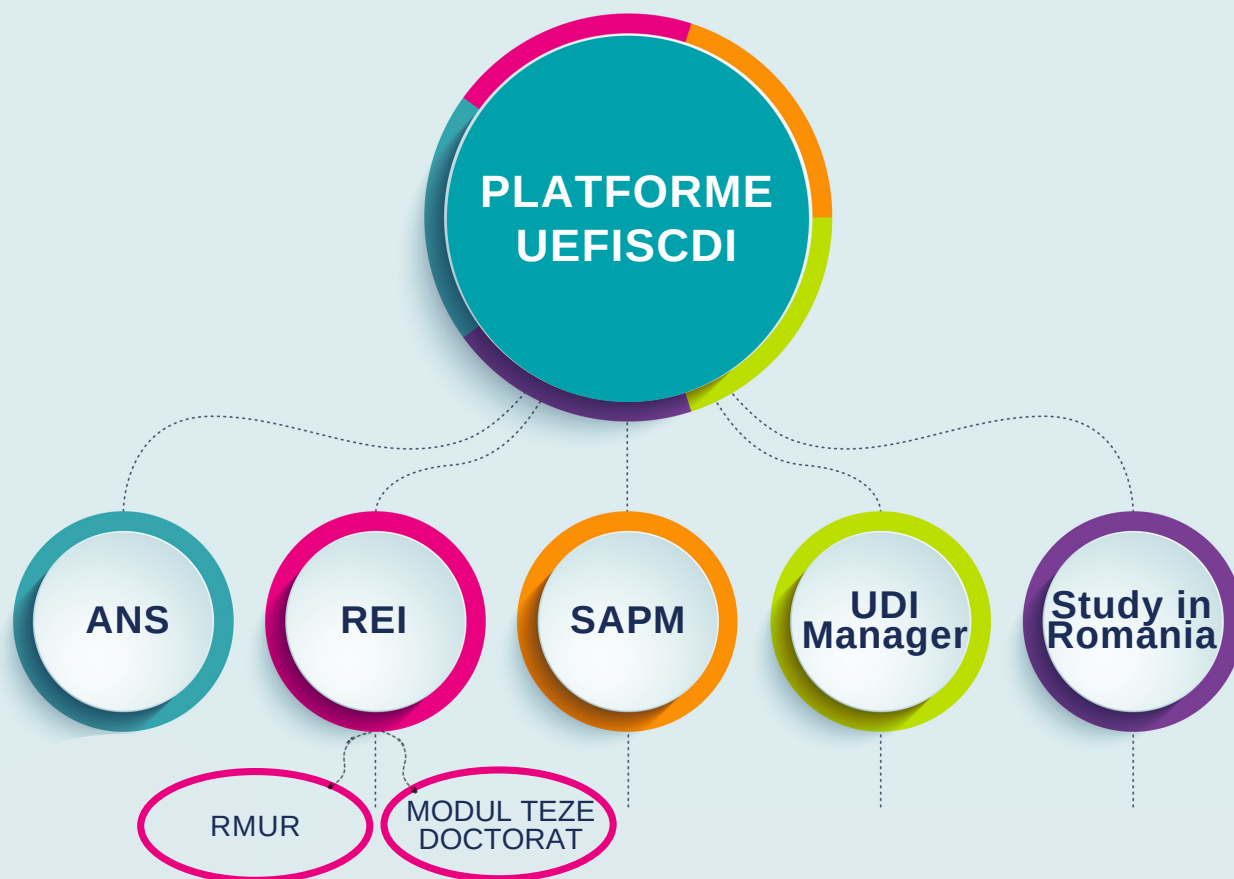 PLATFORME
UEFISCDI
ANS
REI
SAPM
UDI
Manager
Study in
Romania
RMUR
MODUL TEZE
DOCTORAT